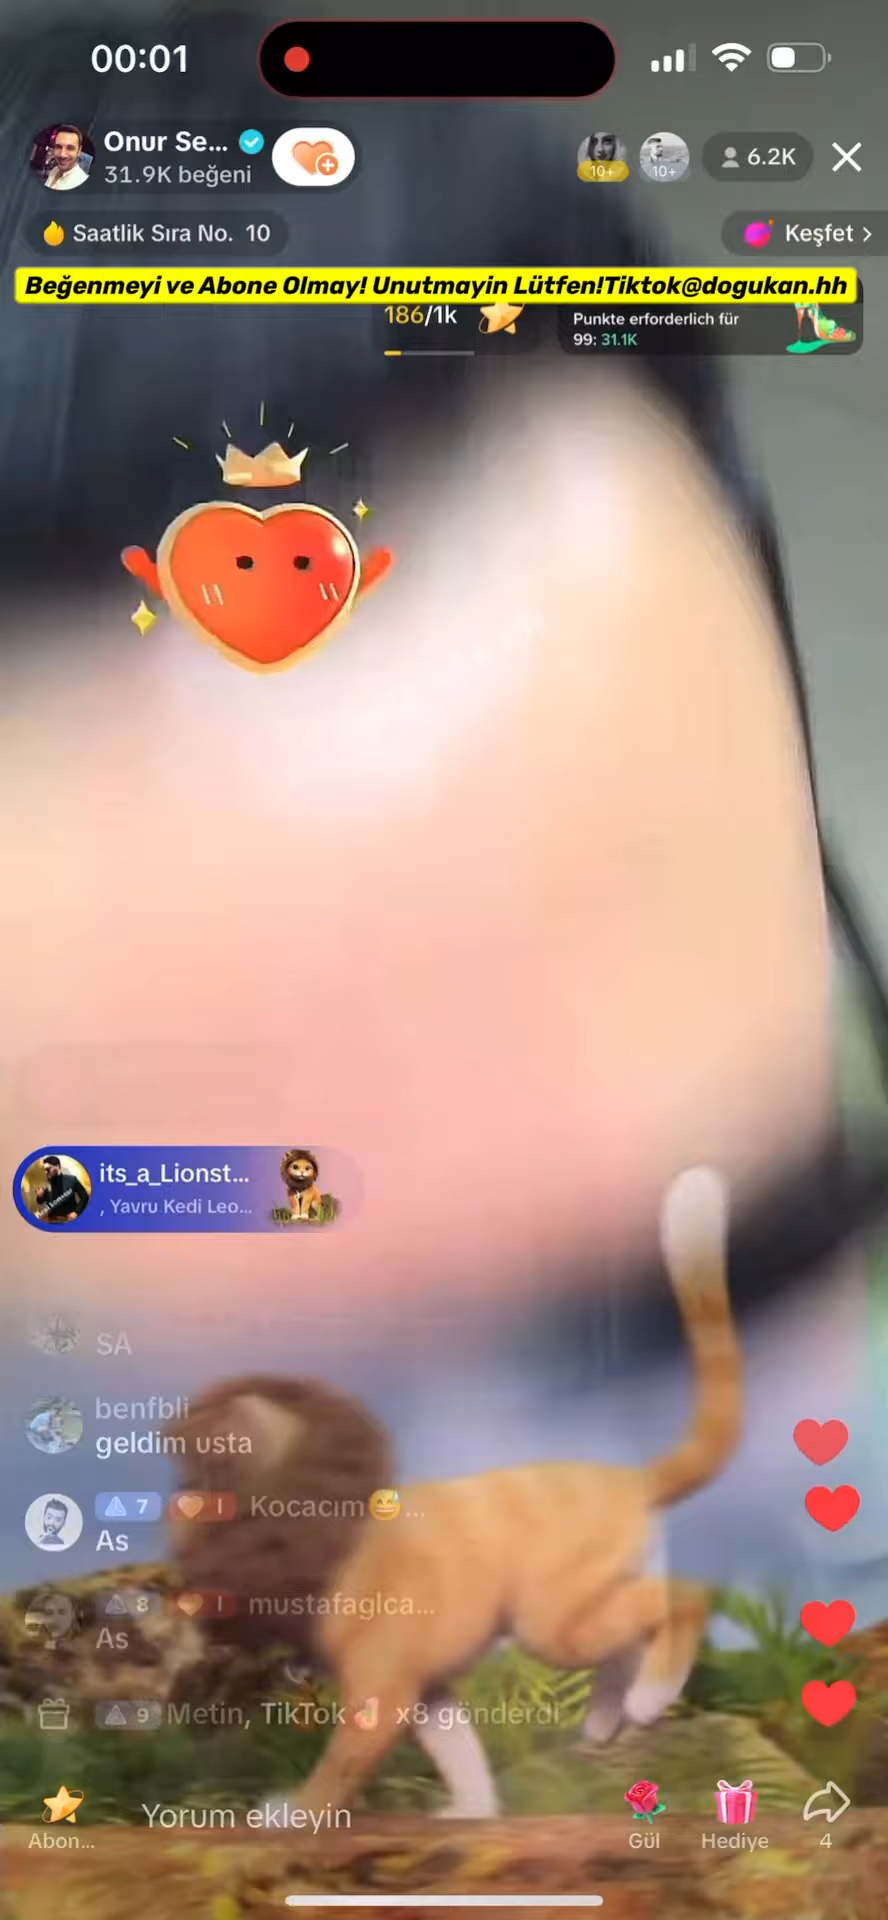 00:01
Onur Se...
31.9K beğeni
10+
10+
6.2K
Saatlik Sıra No. 10
Keşfet >
Beğenmeyi ve Abone Olmay! Unutmayin Lütfen!Tiktok@dogukan.hh
186/1k
Punkte erforderlich für
99: 31.1K
its_a_Lionst...
, Yavru Kedi Leo...
SA
benfbli
geldim usta
7 I Kocacım😅...
As
8 I mustafaglca...
As
9 Metin, TikTok x8 gönderdi
Yorum ekleyin
Abon...
Gül
Hediye
4